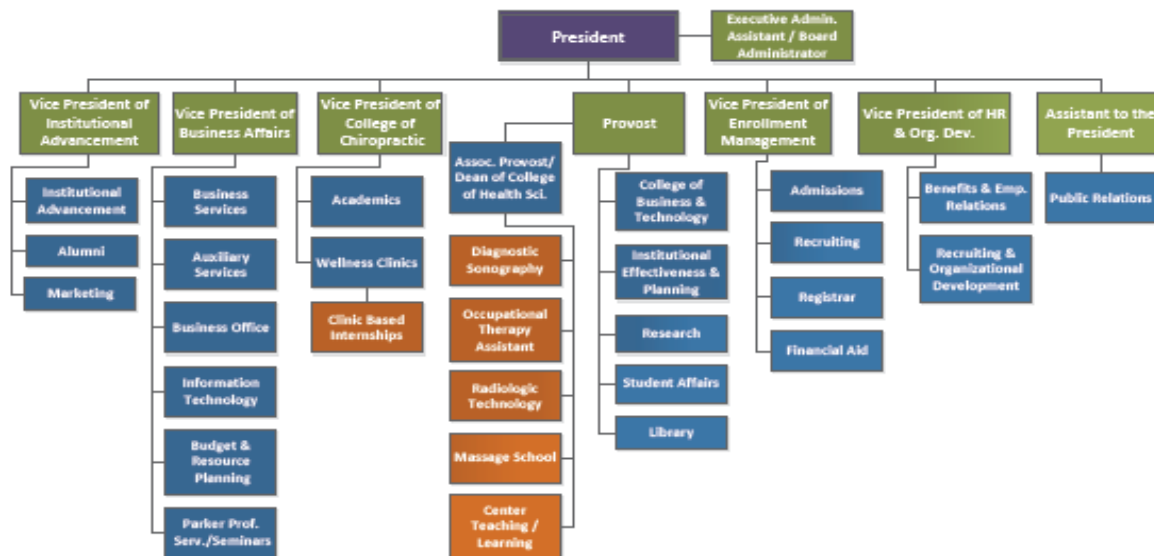 President
Executive Admin.
Assistant / Board
Administrator
Vice President of
Institutional
Advancement
Vice President of
Business Affairs
Vice President of
College of
Chiropractic
Provost
Vice President of
Enrollment
Management
Vice President of HR
& Org. Dev.
Assistant to the
President
Institutional
Advancement
Alumni
Marketing
Business
Services
Auxiliary
Services
Business Office
Information
Technology
Budget &
Resource
Planning
Parker Prof.
Serv./Seminars
Academics
Wellness Clinics
Clinic Based
Internships
Assoc. Provost/
Dean of College
of Health Sci.
Diagnostic
Sonography
Occupational
Therapy
Assistant
Radiologic
Technology
Massage School
Center
Teaching /
Learning
College of
Business &
Technology
Institutional
Effectiveness &
Planning
Research
Student Affairs
Library
Admissions
Recruiting
Registrar
Financial Aid
Benefits & Emp.
Relations
Recruiting &
Organizational
Development
Public Relations